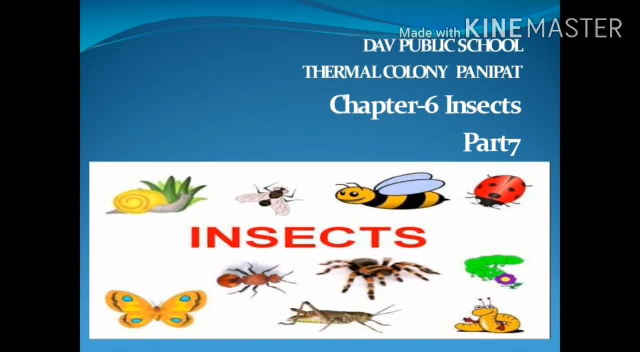 Made with KINEMASTER
DAV PUBLIC SCHOOL
THERMAL COLONY PANIPAT
Chapter-6 Insects
Part7
INSECTS